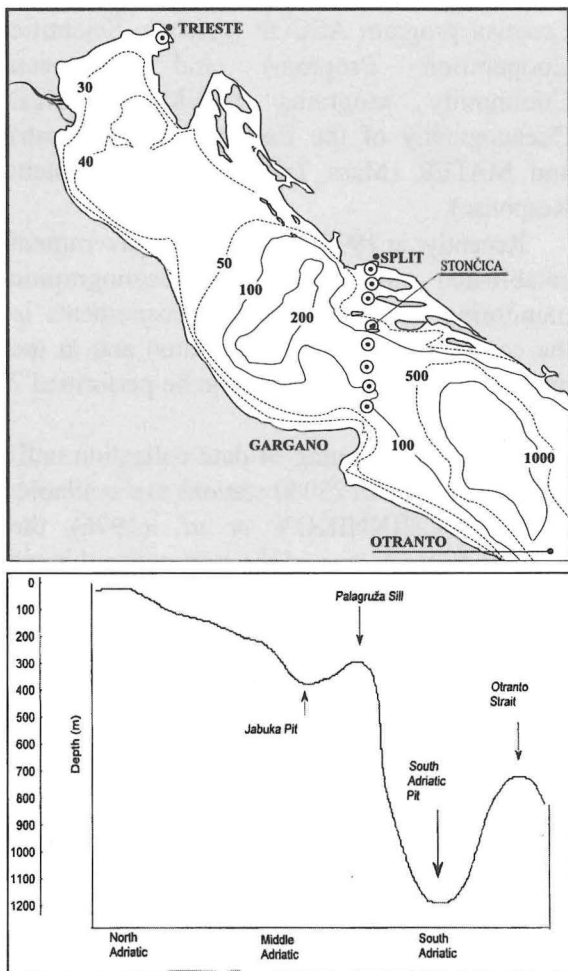 TRIESTE
30
40
50
SPLIT
STONČICA
100
200
500
GARGANO
100
1000
OTRANTO
0
100
200
300
400
500
600
700
800
900
1000
1100
1200
Depth (m)
Palagruža Sill
Jabuka Pit
Otranto
Strait
South
Adriatic
Pit
North
Adriatic
Middle
Adriatic
South
Adriatic